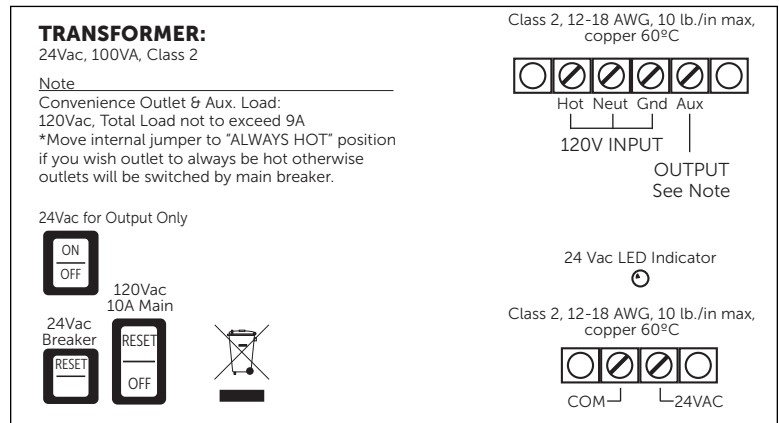 TRANSFORMER:
24Vac, 100VA, Class 2
Note
Convenience Outlet & Aux. Load:
120Vac, Total Load not to exceed 9A
*Move internal jumper to “ALWAYS HOT” position
if you wish outlet to always be hot otherwise
outlets will be switched by main breaker.
24Vac for Output Only
ON
OFF
120Vac
10A Main
RESET
OFF
24Vac
Breaker
RESET
Class 2, 12-18 AWG, 10 lb./in max,
copper 60ºC
Hot Neut Gnd Aux
120V INPUT
OUTPUT
See Note
24 Vac LED Indicator
Class 2, 12-18 AWG, 10 lb./in max,
copper 60ºC
COM
24VAC